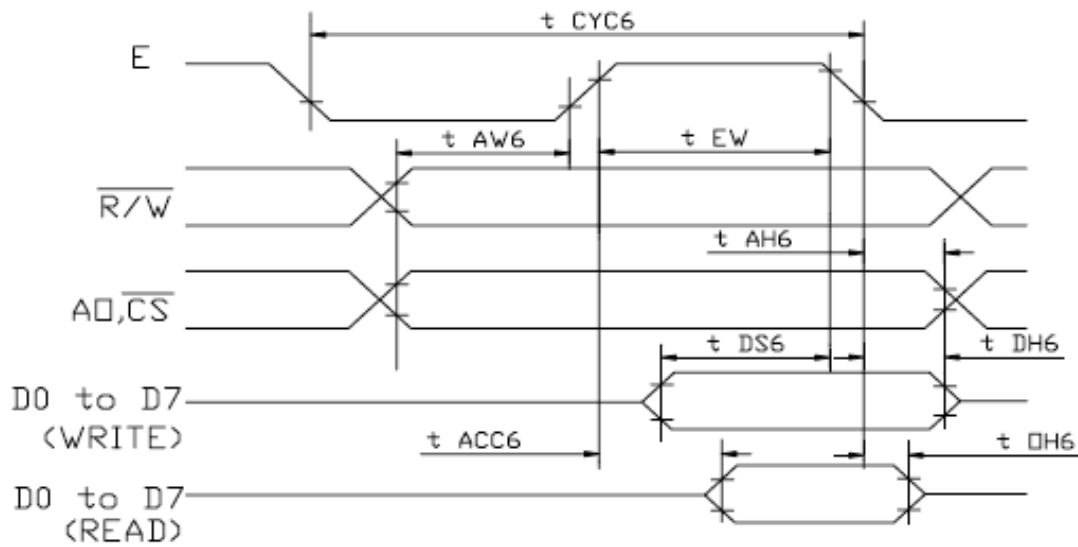 t CYC6
E
t AW6
t EW
R/W
t AH6
A0,CS
t DS6
t DH6
D0 to D7
(WRITE)
t ACC6
t OH6
D0 to D7
(READ)